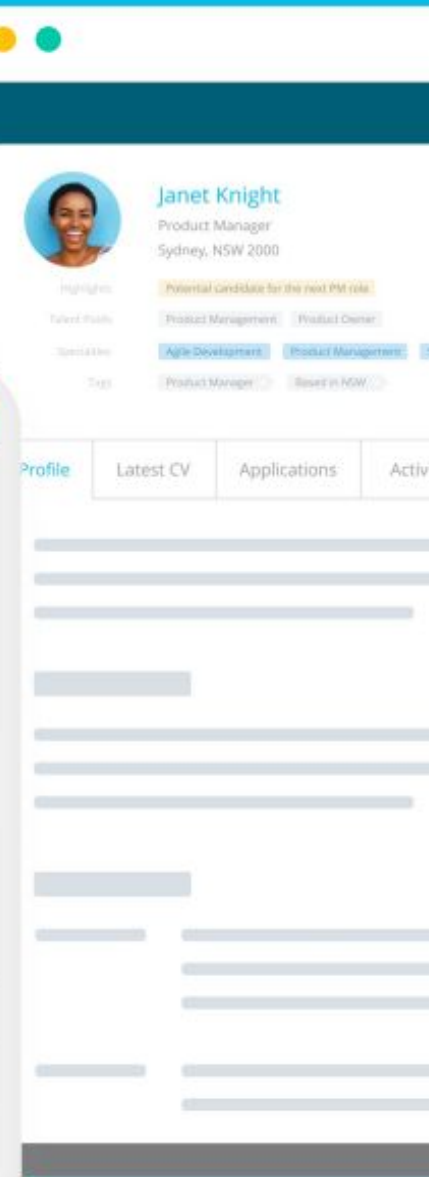 Janet Knight
Product Manager
Sydney, NSW 2000
Highlights Potential candidate for the next PM role
Talent Pools Product Management Product Owner
Specialties Agile Development Product Management
Tags Product Manager Based in NSW
Profile Latest CV Applications Activ